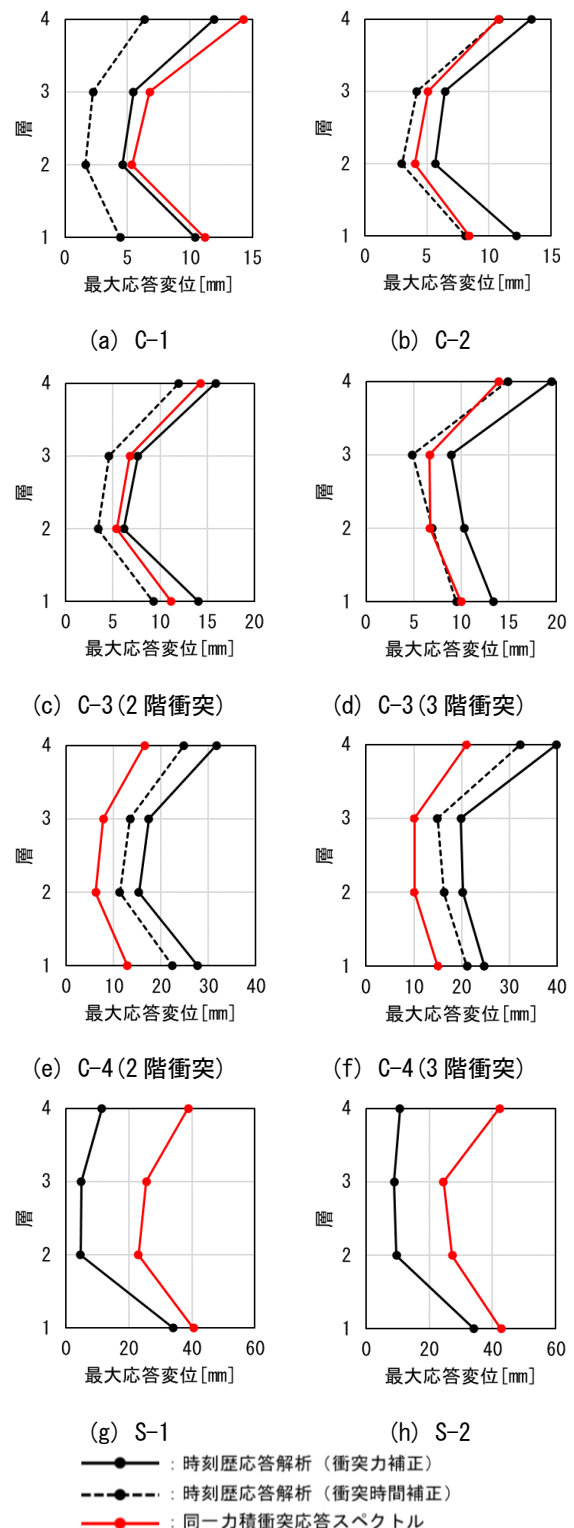 4
3
2
1
層
0 5 10 15
最大応答変位[mm]
(a) C-1
4
3
2
1
層
0 5 10 15
最大応答変位[mm]
(b) C-2
4
3
2
1
層
0 5 10 15 20
最大応答変位[mm]
(c) C-3(2 階衝突)
4
3
2
1
層
0 5 10 15 20
最大応答変位[mm]
(d) C-3(3 階衝突)
4
3
2
1
層
0 10 20 30 40
最大応答変位[mm]
(e) C-4(2 階衝突)
4
3
2
1
層
0 10 20 30 40
最大応答変位[mm]
(f) C-4(3 階衝突)
4
3
2
1
層
0 20 40 60
最大応答変位[mm]
(g) S-1
4
3
2
1
層
0 20 40 60
最大応答変位[mm]
(h) S-2
:時刻歴応答解析(衝突力補正)
:時刻歴応答解析(衝突時間補正)
:同一力積衝突応答スペクトル